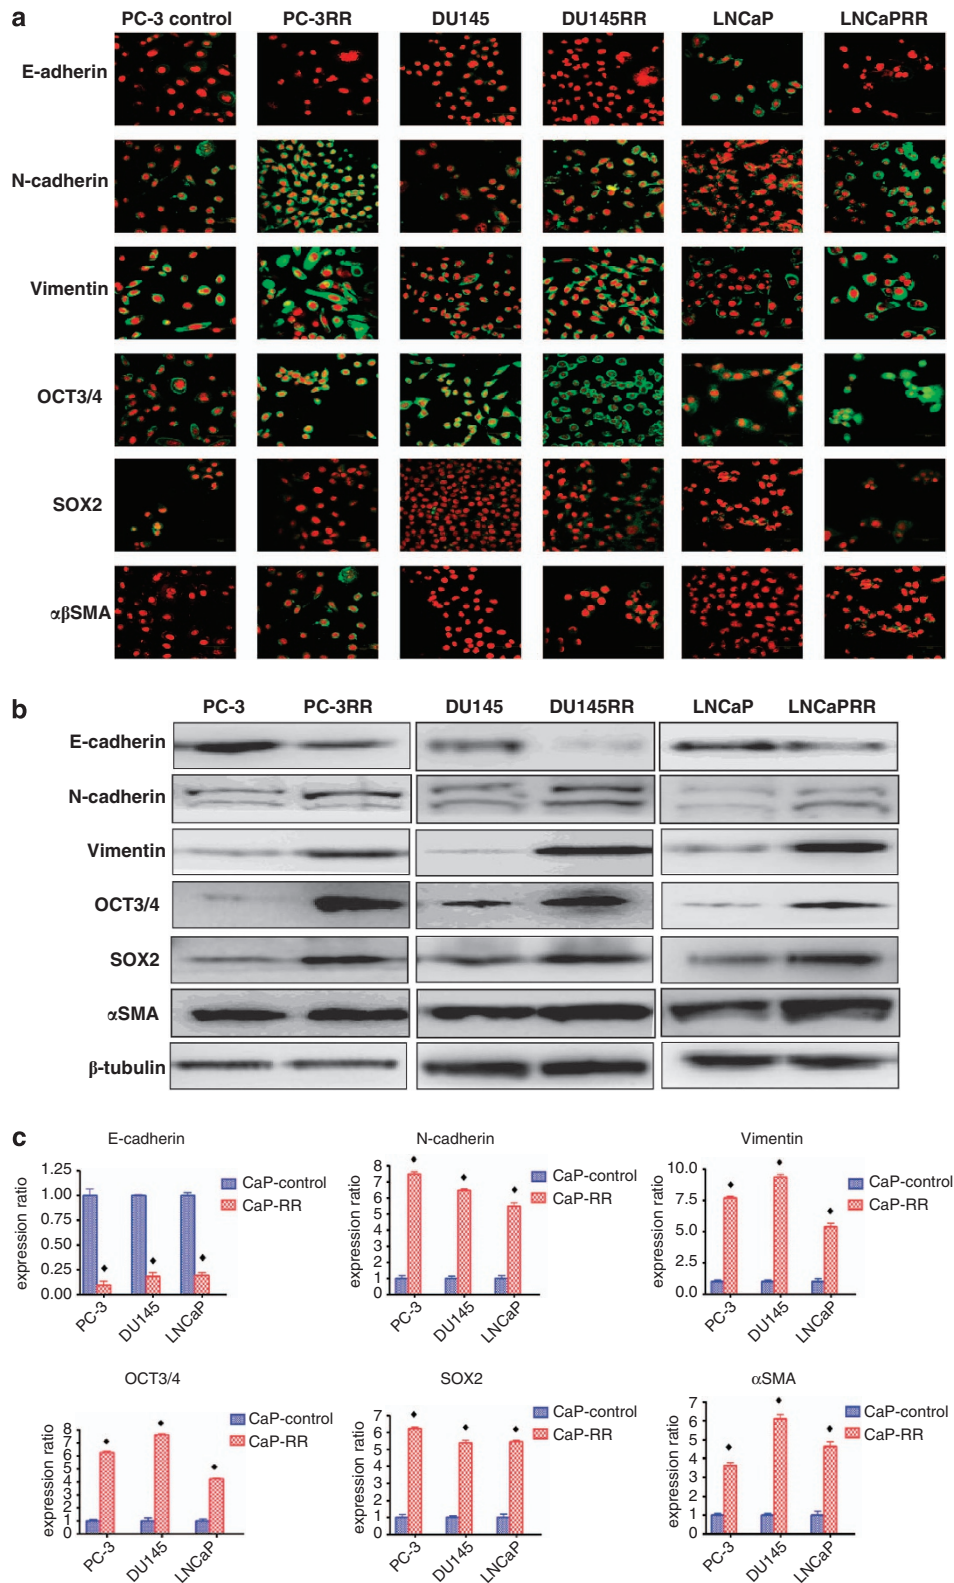 a
PC-3 control PC-3RR DU145 DU145RR LNCaP LNCaPRR
E-adherin
N-cadherin
Vimentin
OCT3/4
SOX2
αβSMA
b
PC-3 PC-3RR DU145 DU145RR LNCaP LNCaPRR
E-cadherin
N-cadherin
Vimentin
OCT3/4
SOX2
αSMA
β-tubulin
c
E-cadherin
expression ratio
1.25
1.00
0.75
0.50
0.25
0.00
PC-3 DU145 LNCaP
CaP-control
CaP-RR
N-cadherin
expression ratio
8
7
6
5
4
3
2
1
0
PC-3 DU145 LNCaP
CaP-control
CaP-RR
Vimentin
expression ratio
10.0
7.5
5.0
2.5
0.0
PC-3 DU145 LNCaP
CaP-control
CaP-RR
OCT3/4
expression ratio
8
7
6
5
4
3
2
1
0
PC-3 DU145 LNCaP
CaP-control
CaP-RR
SOX2
expression ratio
7
6
5
4
3
2
1
0
PC-3 DU145 LNCaP
CaP-control
CaP-RR
αSMA
expression ratio
7
6
5
4
3
2
1
0
PC-3 DU145 LNCaP
CaP-control
CaP-RR